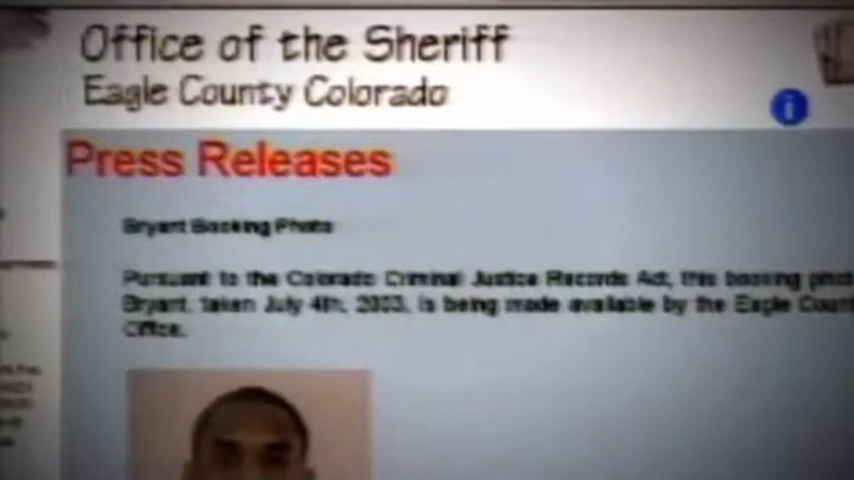 Office of the Sheriff
Eagle County Colorado
i
Press Releases
Bryant Booking Photo
Pursuant to the Colorado Criminal Justice Records Act, this booking
Bryant, taken July 4th, 2003, is being made available by the Eagle
Office.